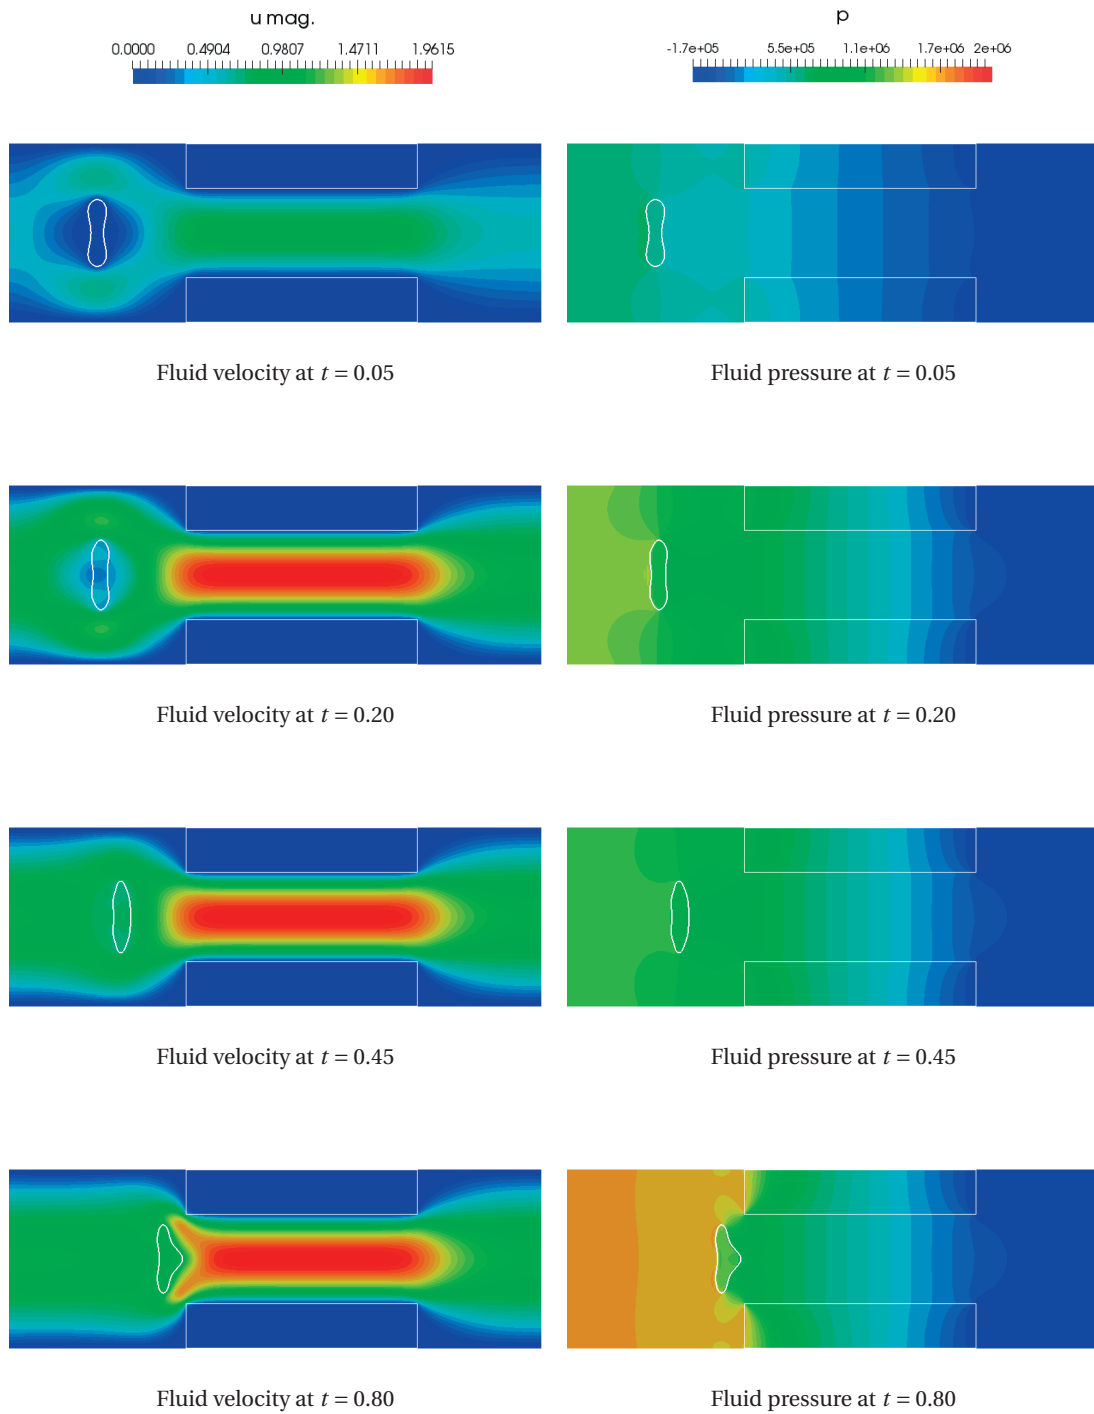 u mag.
0.0000 0.4904 0.9807 1.4711 1.9615
p
-1.7e+05 5.5e+05 1.1e+06 1.7e+06 2e+06
Fluid velocity at t = 0.05
Fluid pressure at t = 0.05
Fluid velocity at t = 0.20
Fluid pressure at t = 0.20
Fluid velocity at t = 0.45
Fluid pressure at t = 0.45
Fluid velocity at t = 0.80
Fluid pressure at t = 0.80